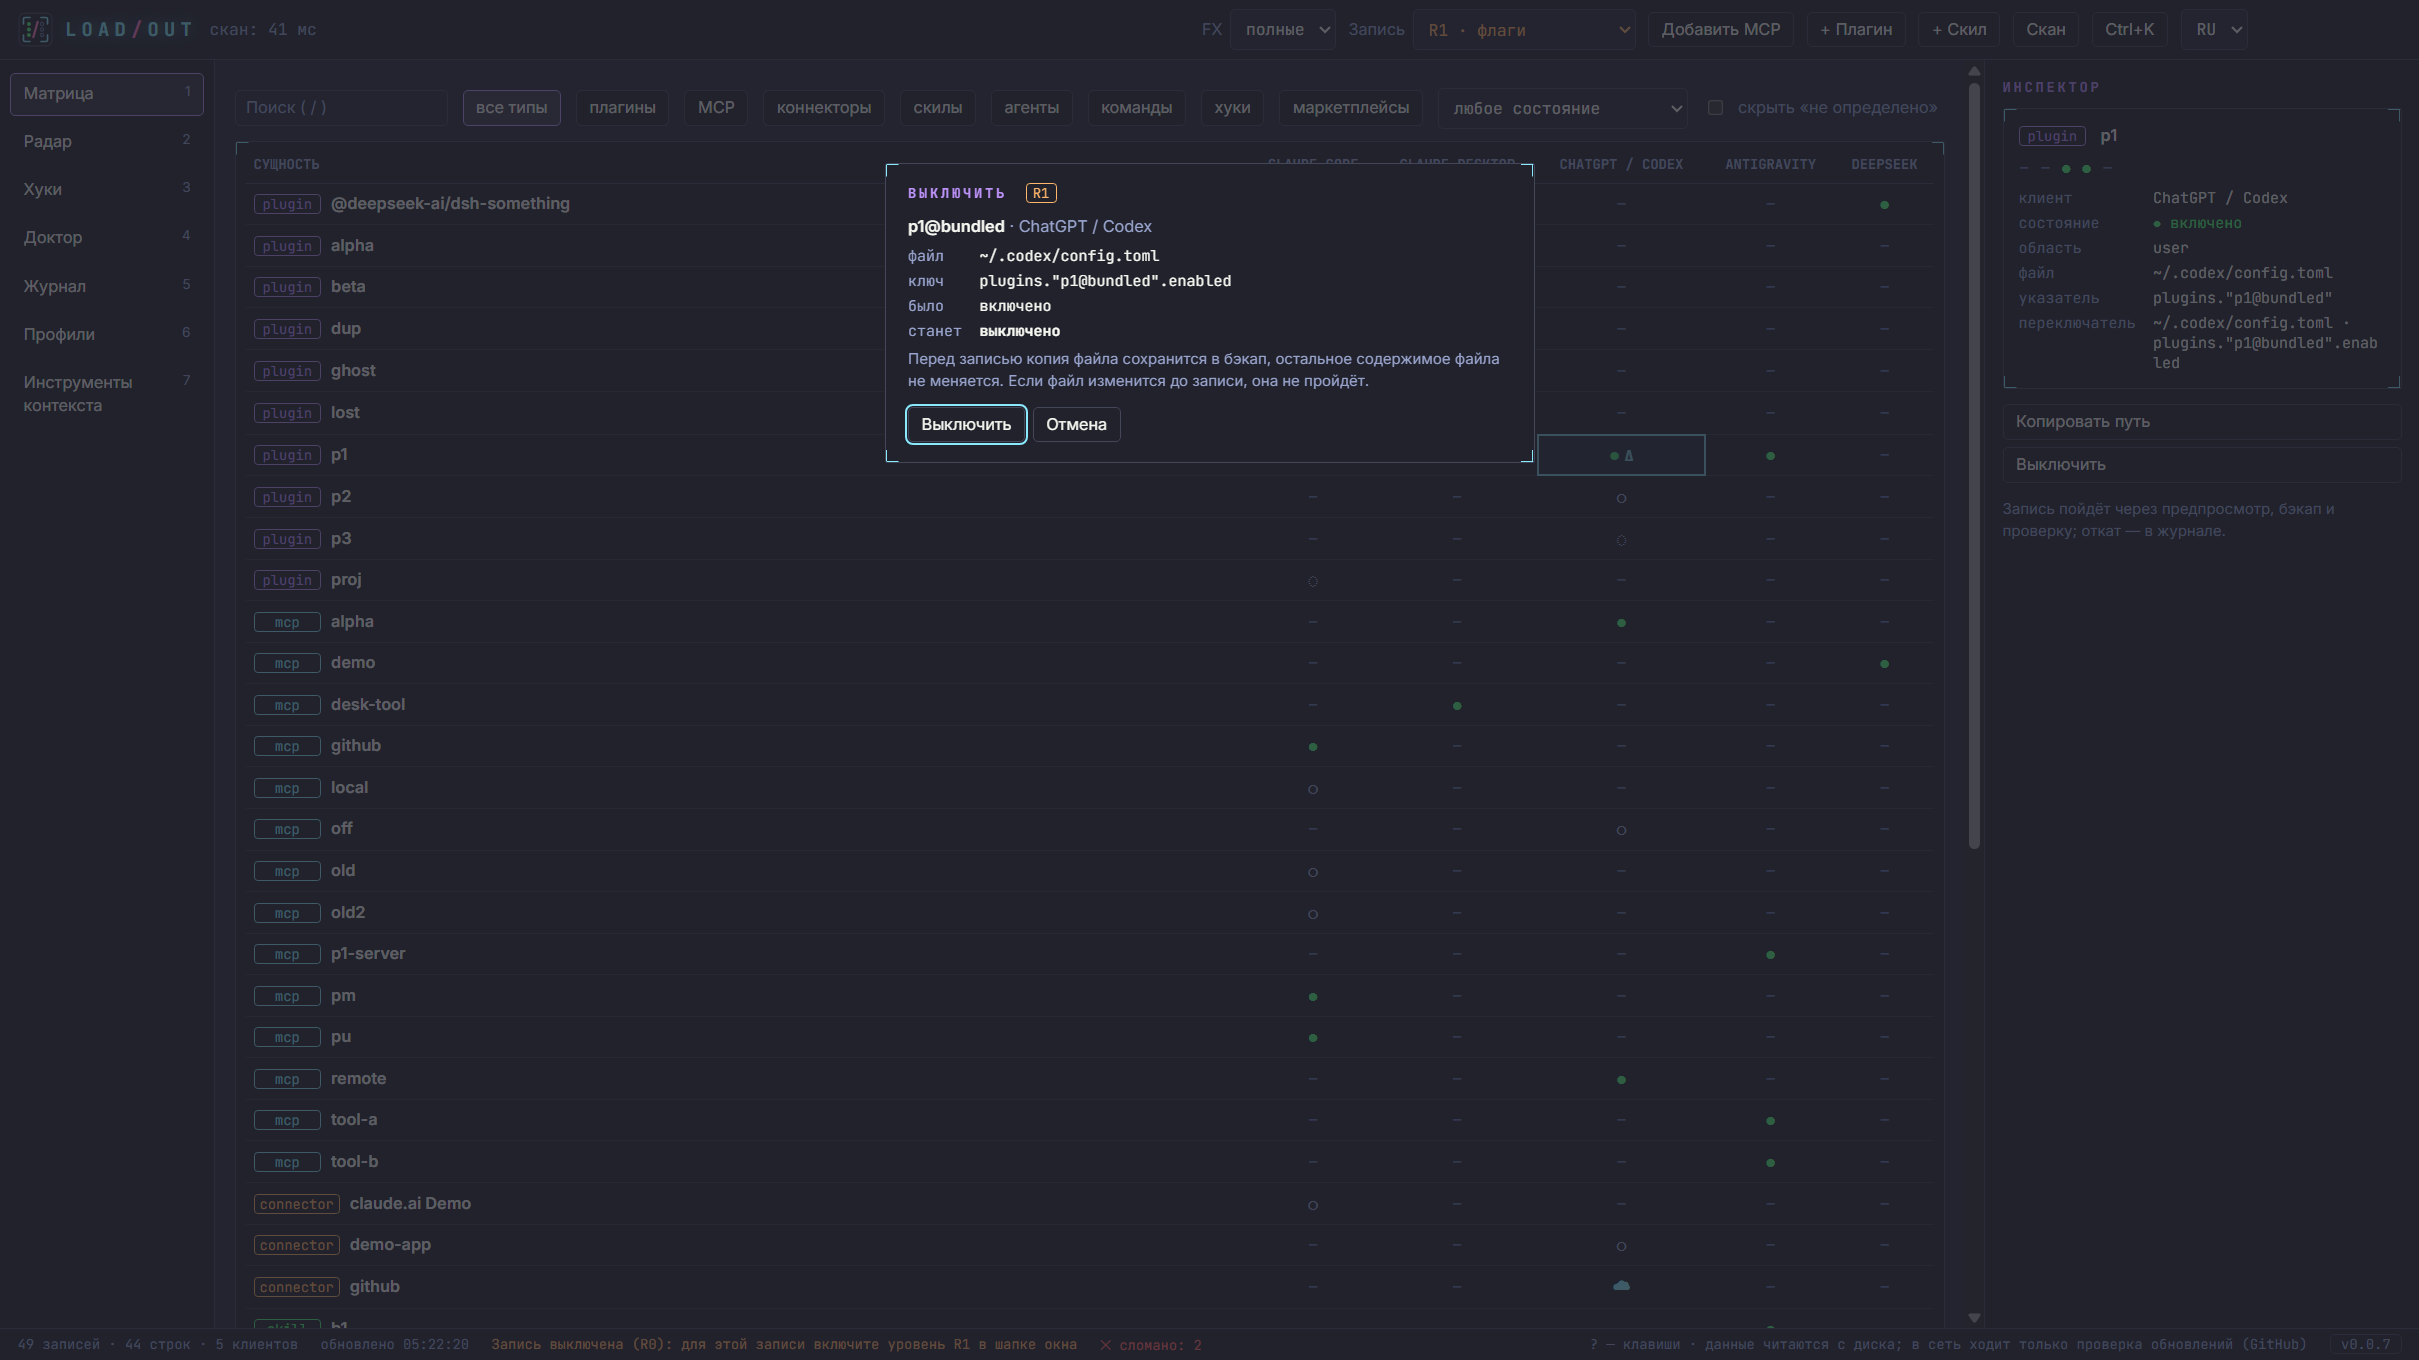 LOAD/OUT скан: 41 мс
FX полные Запись R1 · флаги Добавить MCP + Плагин + Скил Скан Ctrl+K RU
Матрица 1
Радар 2
Хуки 3
Доктор 4
Журнал 5
Профили 6
Инструменты контекста 7
Поиск ( / ) все типы плагины MCP коннекторы скилы агенты команды хуки маркетплейсы любое состояние скрыть «не определено»
СУЩНОСТЬ CLAUDE CODE CLAUDE DESKTOP CHATGPT / CODEX ANTIGRAVITY DEEPSEEK
plugin @deepseek-ai/dsh-something
plugin alpha
plugin beta
plugin dup
plugin ghost
plugin lost
plugin p1
plugin p2
plugin p3
plugin proj
mcp alpha
mcp demo
mcp desk-tool
mcp github
mcp local
mcp off
mcp old
mcp old2
mcp p1-server
mcp pm
mcp pu
mcp remote
mcp tool-a
mcp tool-b
connector claude.ai Demo
connector demo-app
connector github
ВЫКЛЮЧИТЬ R1
p1@bundled · ChatGPT / Codex
файл ~/.codex/config.toml
ключ plugins."p1@bundled".enabled
было включено
станет выключено
Перед записью копия файла сохранится в бэкап, остальное содержимое файла
не меняется. Если файл изменится до записи, она не пройдёт.
Выключить Отмена
ИНСПЕКТОР
plugin p1
клиент ChatGPT / Codex
состояние ● включено
область user
файл ~/.codex/config.toml
указатель plugins."p1@bundled"
переключатель ~/.codex/config.toml ·
plugins."p1@bundled".enab
led
Копировать путь
Выключить
Запись пойдёт через предпросмотр, бэкап и
проверку; откат — в журнале.
49 записей · 44 строк · 5 клиентов обновлено 05:22:20 Запись выключена (R0): для этой записи включите уровень R1 в шапке окна ✕ сломано: 2 ? — клавиши · данные читаются с диска; в сеть ходит только проверка обновлений (GitHub) v0.0.7